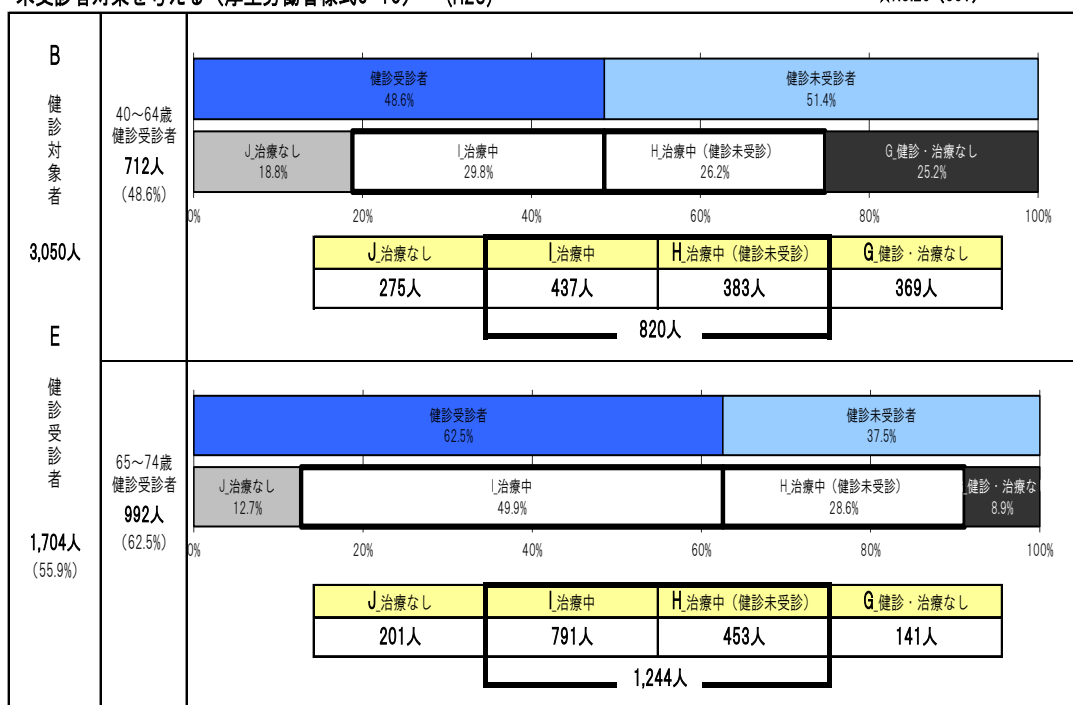 B
健診対象者
3,050人
E
健診受診者
1,704人
(55.9%)
40～64歳
健診受診者
712人
(48.6%)
健診受診者
48.6%
健診未受診者
51.4%
J_治療なし
18.8%
I_治療中
29.8%
H_治療中（健診未受診）
26.2%
G_健診・治療なし
25.2%
0% 20% 40% 60% 80% 100%
J_治療なし I_治療中 H_治療中（健診未受診） G_健診・治療なし
275人 437人 383人 369人
820人
65～74歳
健診受診者
992人
(62.5%)
健診受診者
62.5%
健診未受診者
37.5%
J_治療なし
12.7%
I_治療中
49.9%
H_治療中（健診未受診）
28.6%
健診・治療な
8.9%
0% 20% 40% 60% 80% 100%
J_治療なし I_治療中 H_治療中（健診未受診） G_健診・治療なし
201人 791人 453人 141人
1,244人